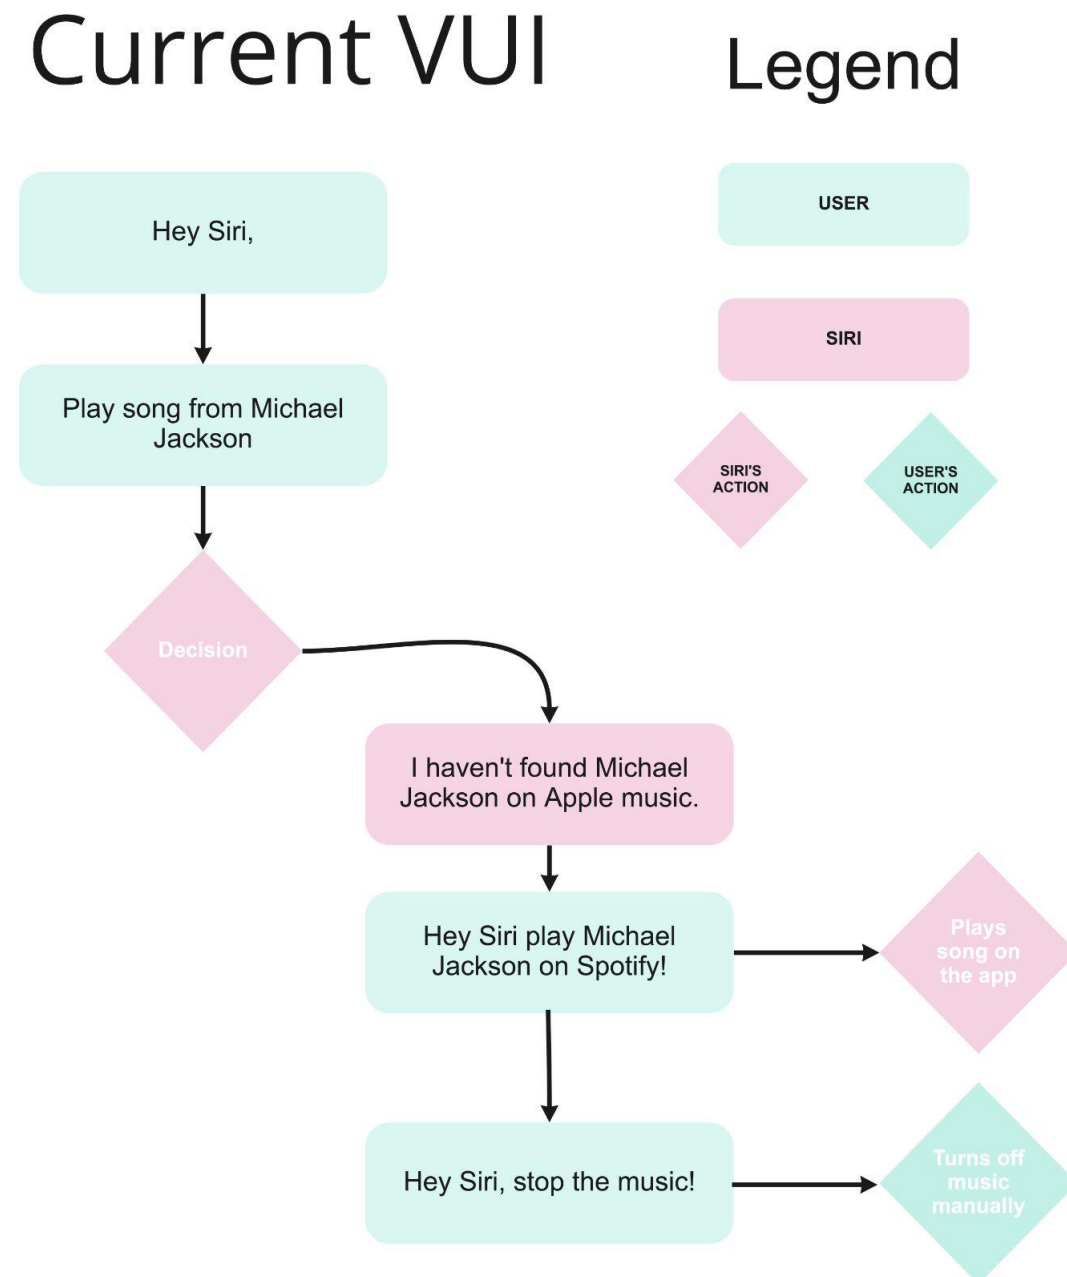 Current VUI
Legend
Hey Siri,
USER
SIRI
Play song from Michael
Jackson
SIRI'S
ACTION
USER'S
ACTION
Decision
I haven't found Michael
Jackson on Apple music.
Hey Siri play Michael
Jackson on Spotify!
Plays
song on
the app
Hey Siri, stop the music!
Turns off
music
manually